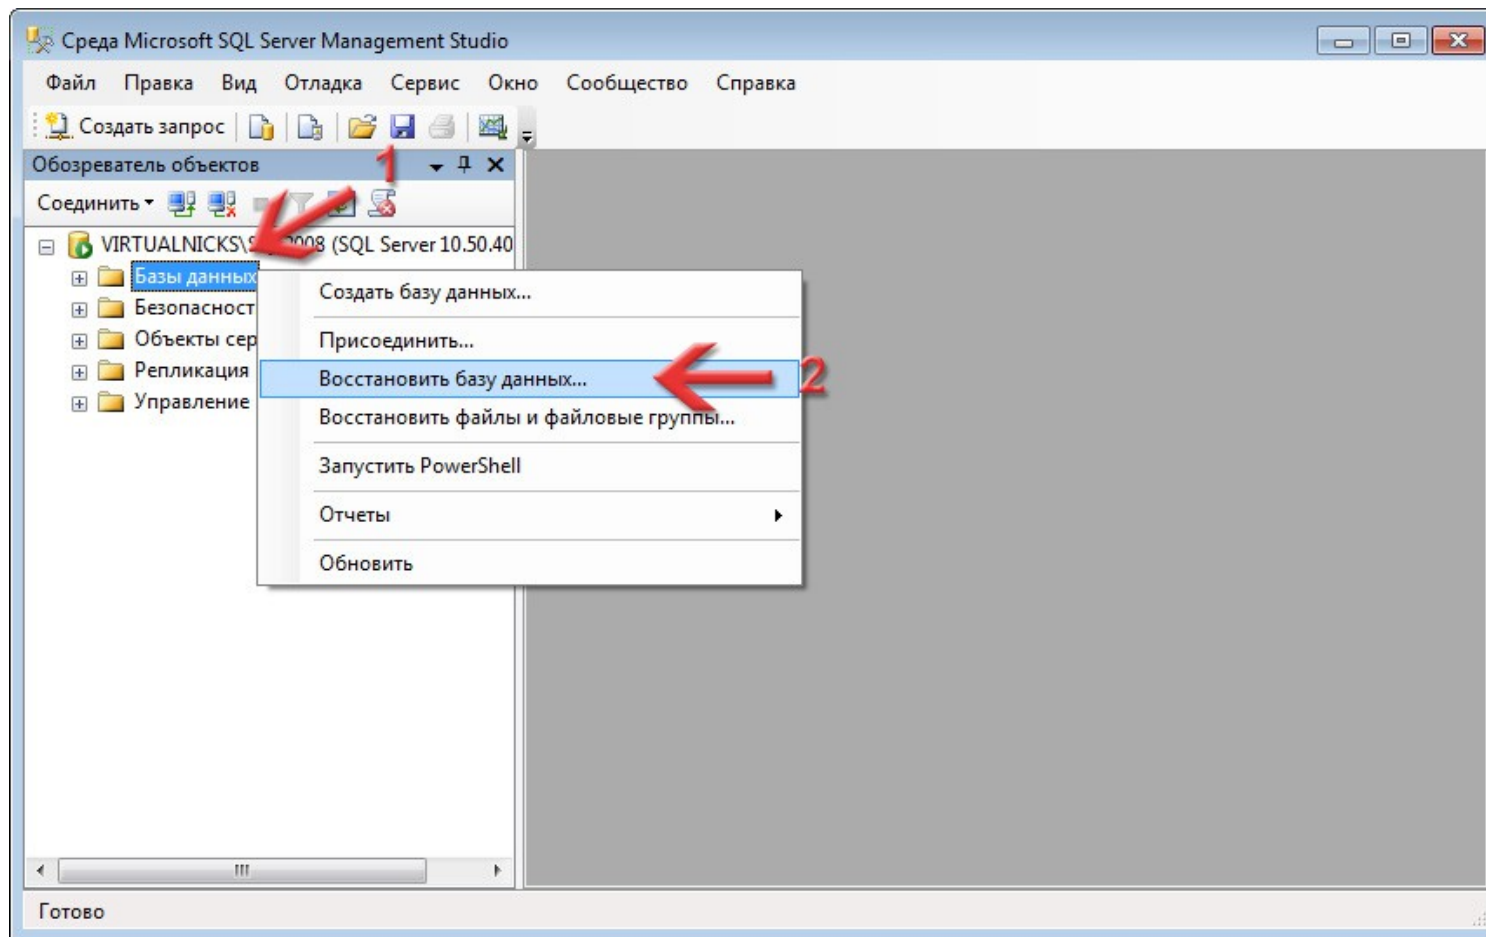 Среда Microsoft SQL Server Management Studio
Файл Правка Вид Отладка Сервис Окно Сообщество Справка
Создать запрос
Обозреватель объектов
1
Соединить
VIRTUALNICKS\ 2008 (SQL Server 10.50.40
Базы данных
Создать базу данных...
Безопасност
Объекты сер
Присоединить...
Репликация
Восстановить базу данных...
2
Управление
Восстановить файлы и файловые группы...
Запустить PowerShell
Отчеты
Обновить
Готово